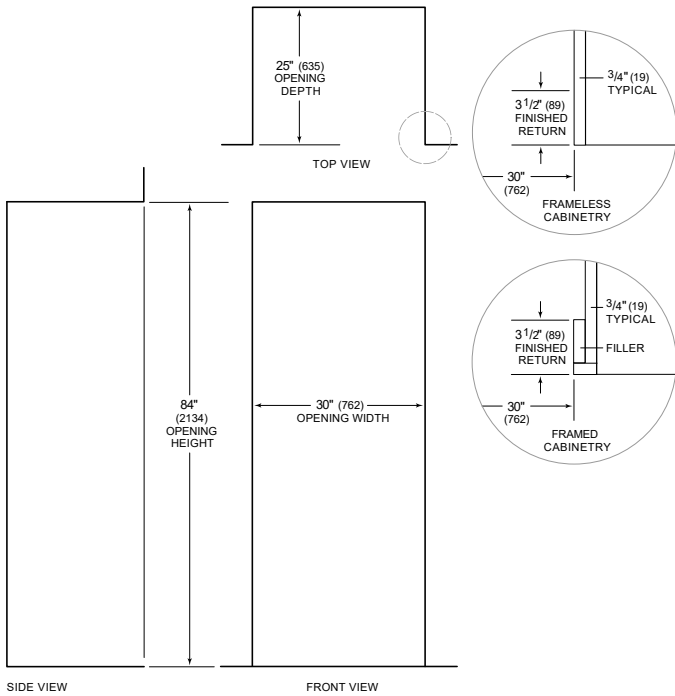 25" (635)
OPENING
DEPTH
TOP VIEW
3/4" (19)
TYPICAL
3 1/2" (89)
FINISHED
RETURN
30"
(762)
FRAMELESS
CABINETRY
3/4" (19)
TYPICAL
3 1/2" (89)
FINISHED
RETURN
FILLER
30"
(762)
FRAMED
CABINETRY
84"
(2134)
OPENING
HEIGHT
30" (762)
OPENING WIDTH
SIDE VIEW
FRONT VIEW